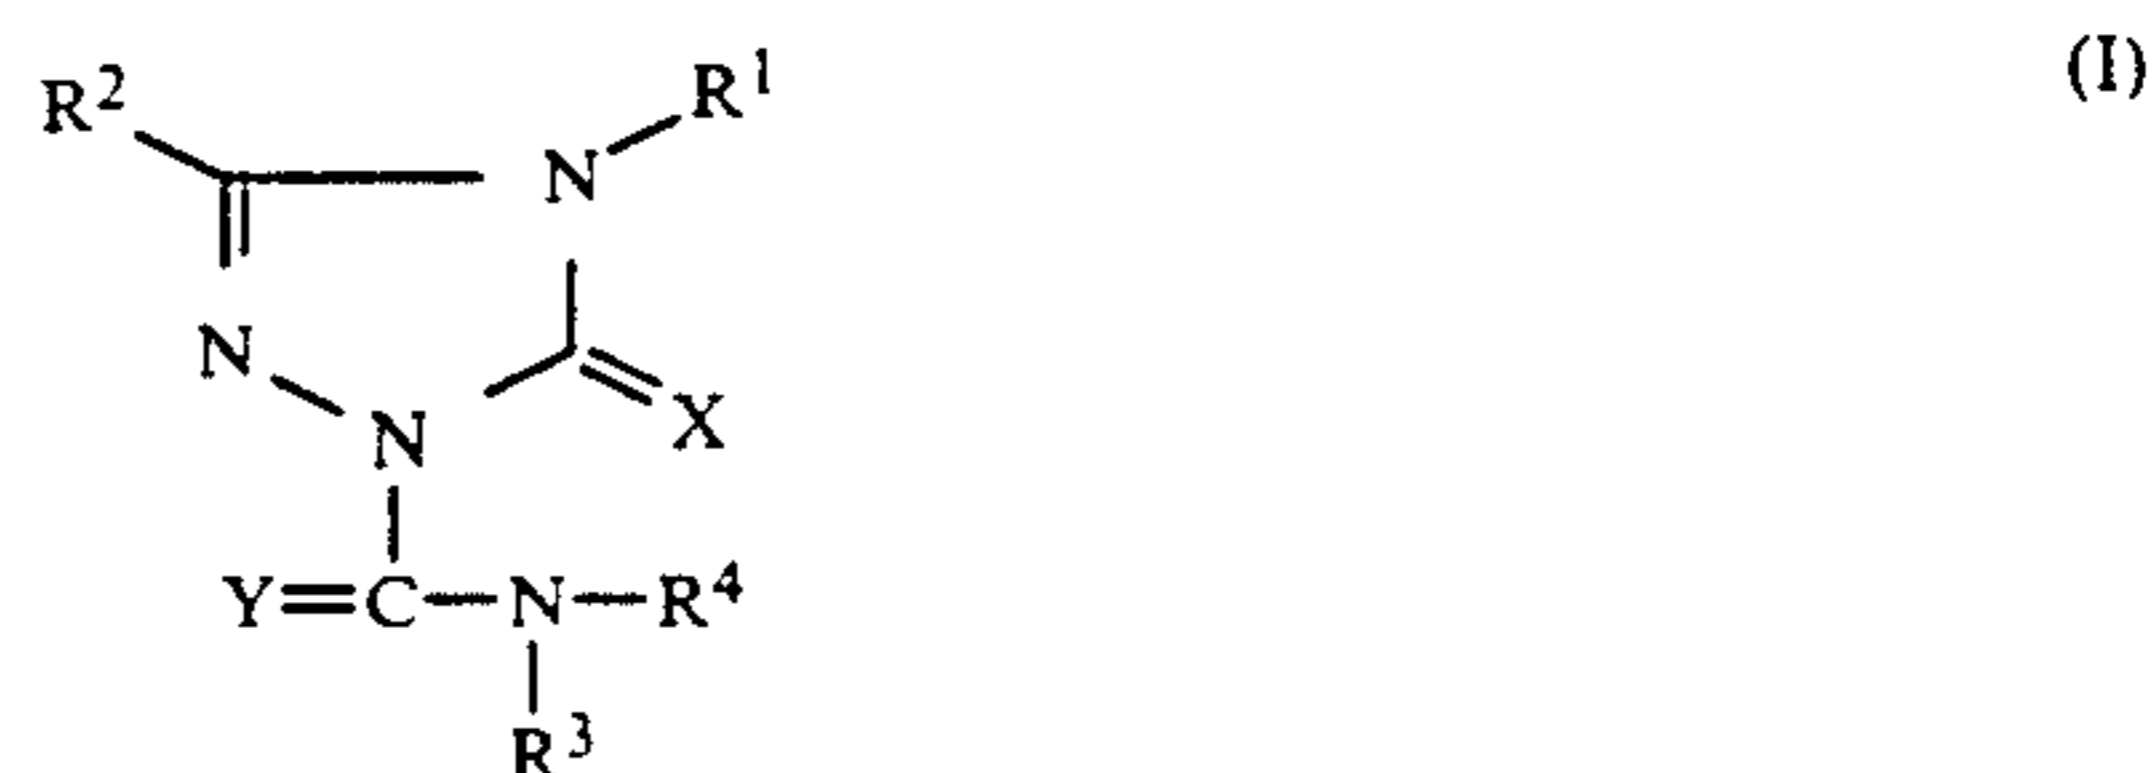 (I)
R² R¹
N
N
X
N
Y=C—N—R⁴
R³